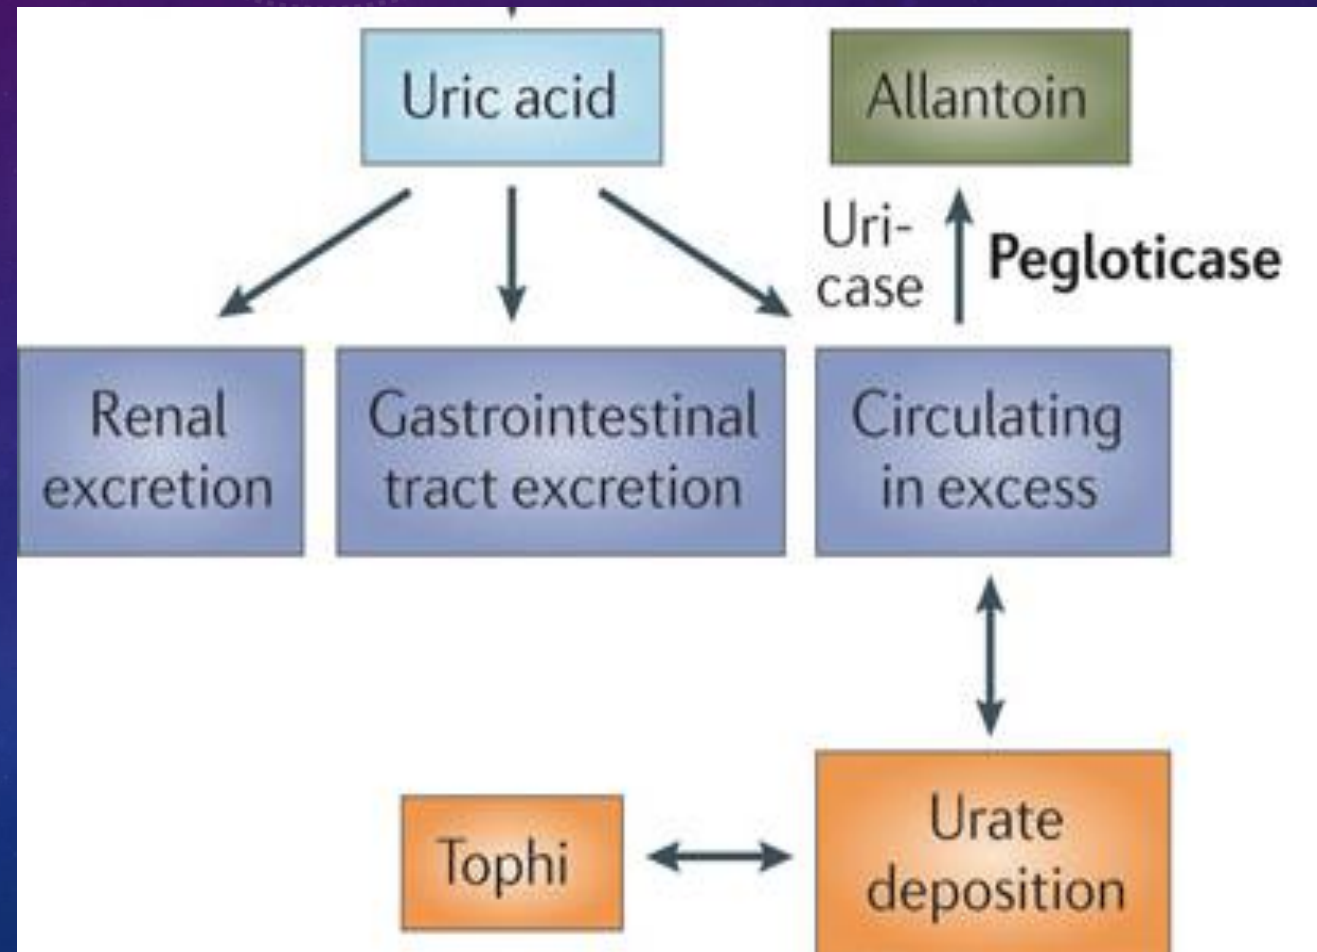 Uric acid
Allantoin
Uri-
case
Pegloticase
Renal
excretion
Gastrointestinal
tract excretion
Circulating
in excess
Tophi
Urate
deposition